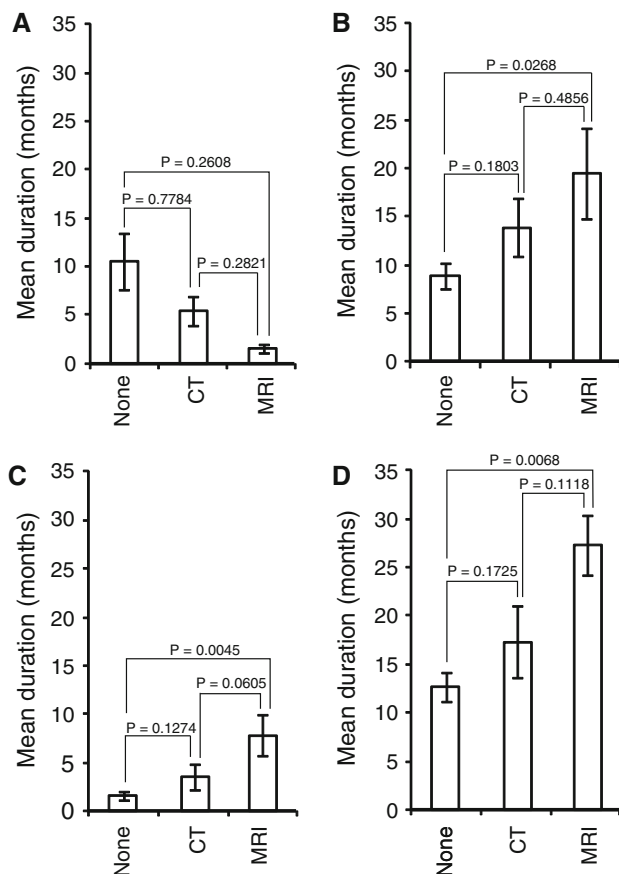 A
Mean duration (months)
35
30
25
20
15
10
5
0
P = 0.2608
P = 0.7784
P = 0.2821
None
CT
MRI
B
Mean duration (months)
35
30
25
20
15
10
5
0
P = 0.0268
P = 0.4856
P = 0.1803
None
CT
MRI
C
Mean duration (months)
35
30
25
20
15
10
5
0
P = 0.0045
P = 0.0605
P = 0.1274
None
CT
MRI
D
Mean duration (months)
35
30
25
20
15
10
5
0
P = 0.0068
P = 0.1118
P = 0.1725
None
CT
MRI